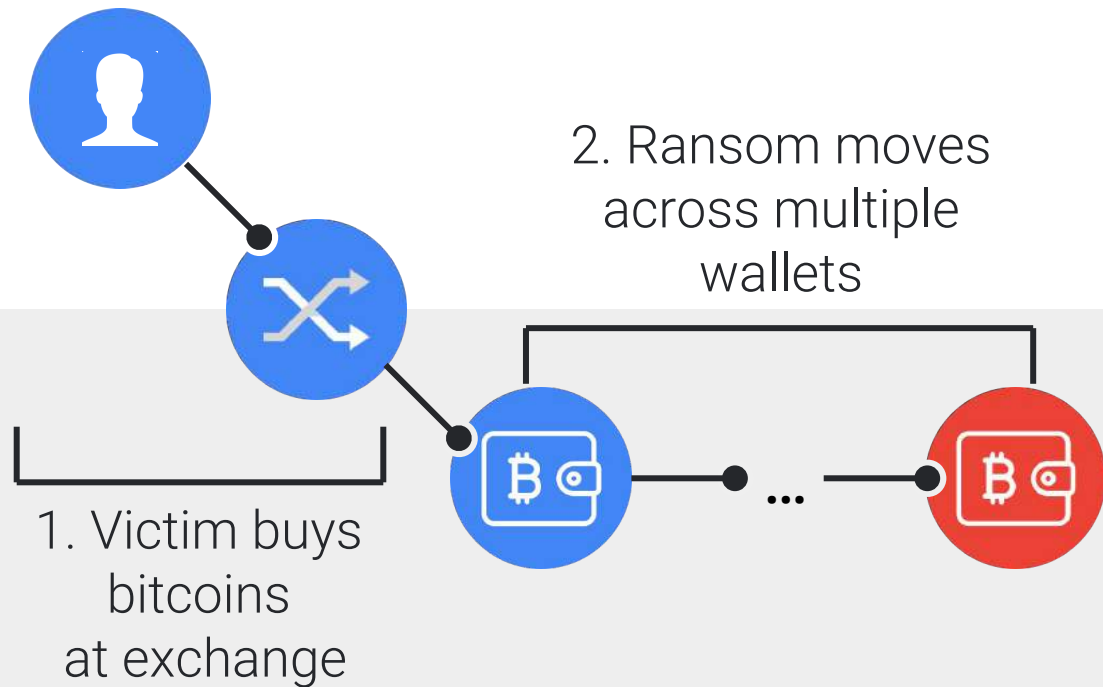 2. Ransom moves
across multiple
wallets
...
1. Victim buys
bitcoins
at exchange